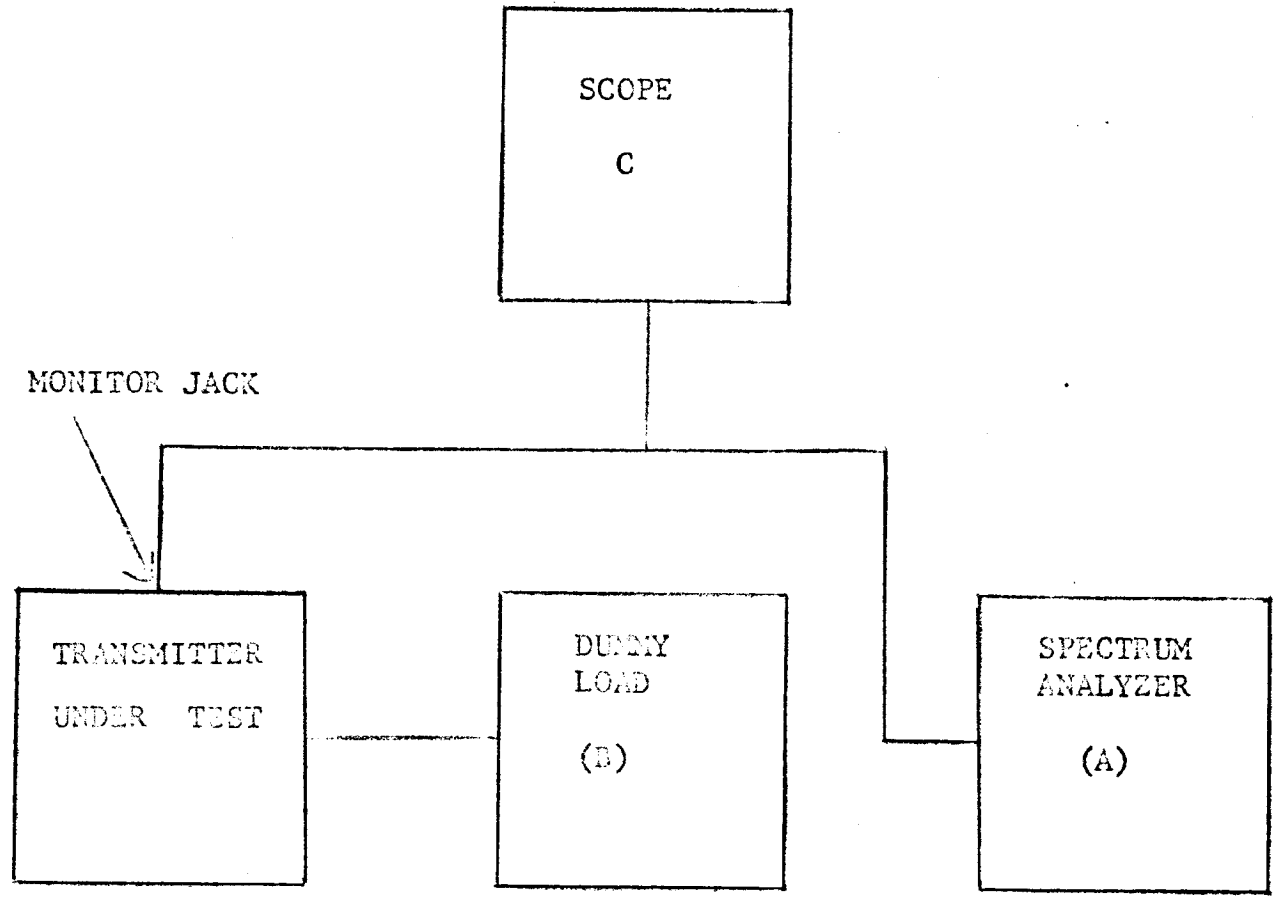 SCOPE
C
MONITOR JACK
TRANSMITTER
UNDER TEST
DUMMY
LOAD
(B)
SPECTRUM
ANALYZER
(A)